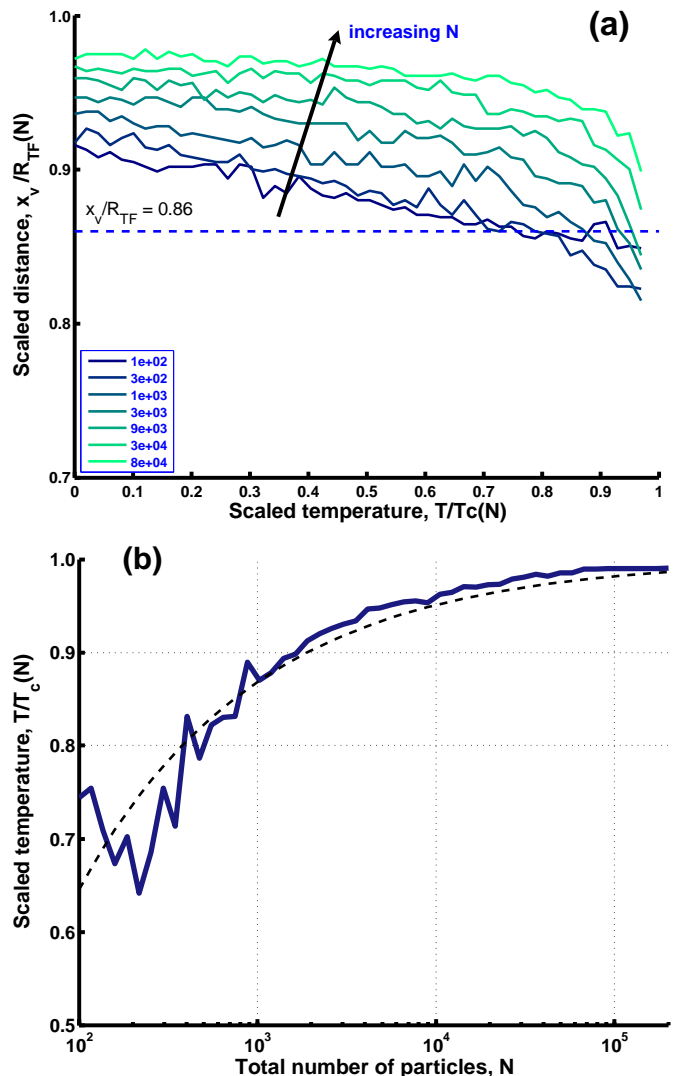 (a)
increasing N
1.0
0.9
0.8
0.7
Scaled distance, x_v/R_TF(N)
x_v/R_TF = 0.86
1e+02
3e+02
1e+03
3e+03
9e+03
3e+04
8e+04
0 0.1 0.2 0.3 0.4 0.5 0.6 0.7 0.8 0.9 1
Scaled temperature, T/Tc(N)
(b)
1.0
0.9
0.8
0.7
0.6
0.5
Scaled temperature, T/T_c(N)
10^2 10^3 10^4 10^5
Total number of particles, N